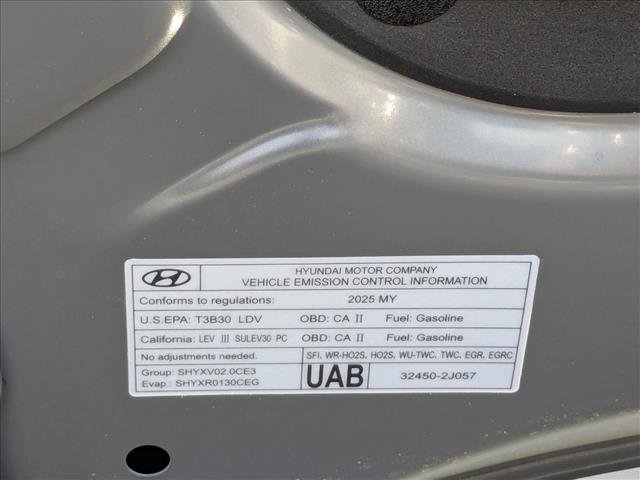 HYUNDAI MOTOR COMPANY
VEHICLE EMISSION CONTROL INFORMATION
Conforms to regulations: 2025 MY
U.S.EPA: T3B30 LDV OBD: CA II Fuel: Gasoline
California: LEV III SULEV30 PC OBD: CA II Fuel: Gasoline
No adjustments needed. SFI, WR-HO2S, HO2S, WU-TWC, TWC, EGR, EGRC
Group: SHYXV02.0CE3
Evap.: SHYXR0130CEG
UAB 32450-2J057